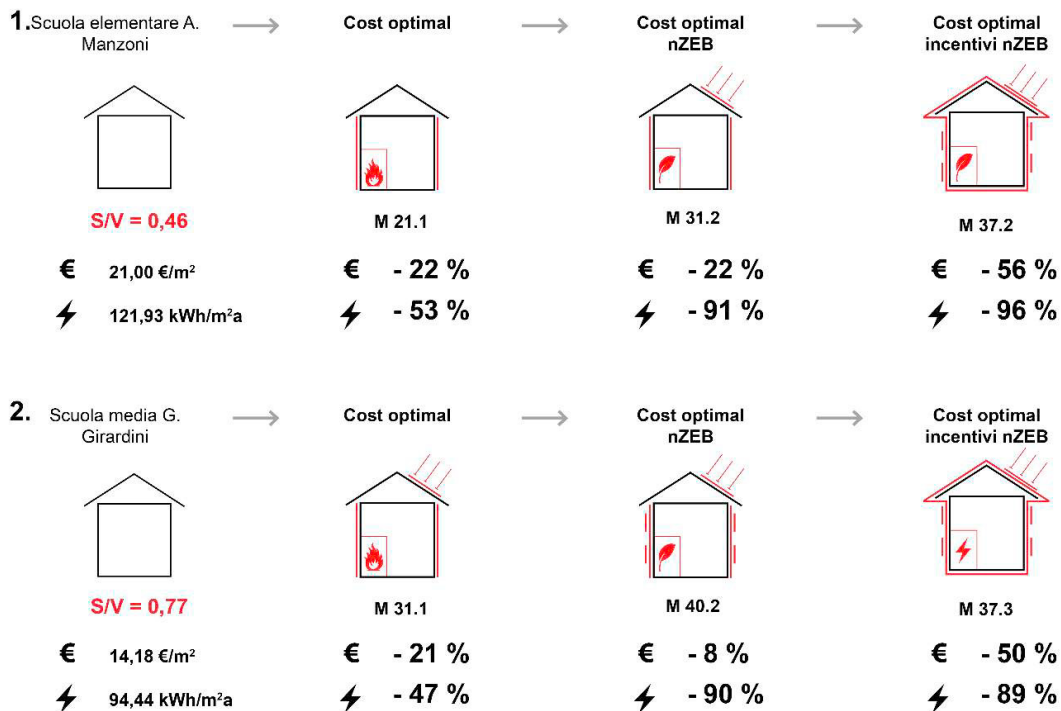 1. Scuola elementare A. Manzoni
Cost optimal
Cost optimal nZEB
Cost optimal incentivi nZEB
S/V = 0,46
M 21.1
M 31.2
M 37.2
€ 21,00 €/m²
€ - 22 %
€ - 22 %
€ - 56 %
121,93 kWh/m²a
- 53 %
- 91 %
- 96 %
2. Scuola media G. Girardini
Cost optimal
Cost optimal nZEB
Cost optimal incentivi nZEB
S/V = 0,77
M 31.1
M 40.2
M 37.3
€ 14,18 €/m²
€ - 21 %
€ - 8 %
€ - 50 %
94,44 kWh/m²a
- 47 %
- 90 %
- 89 %